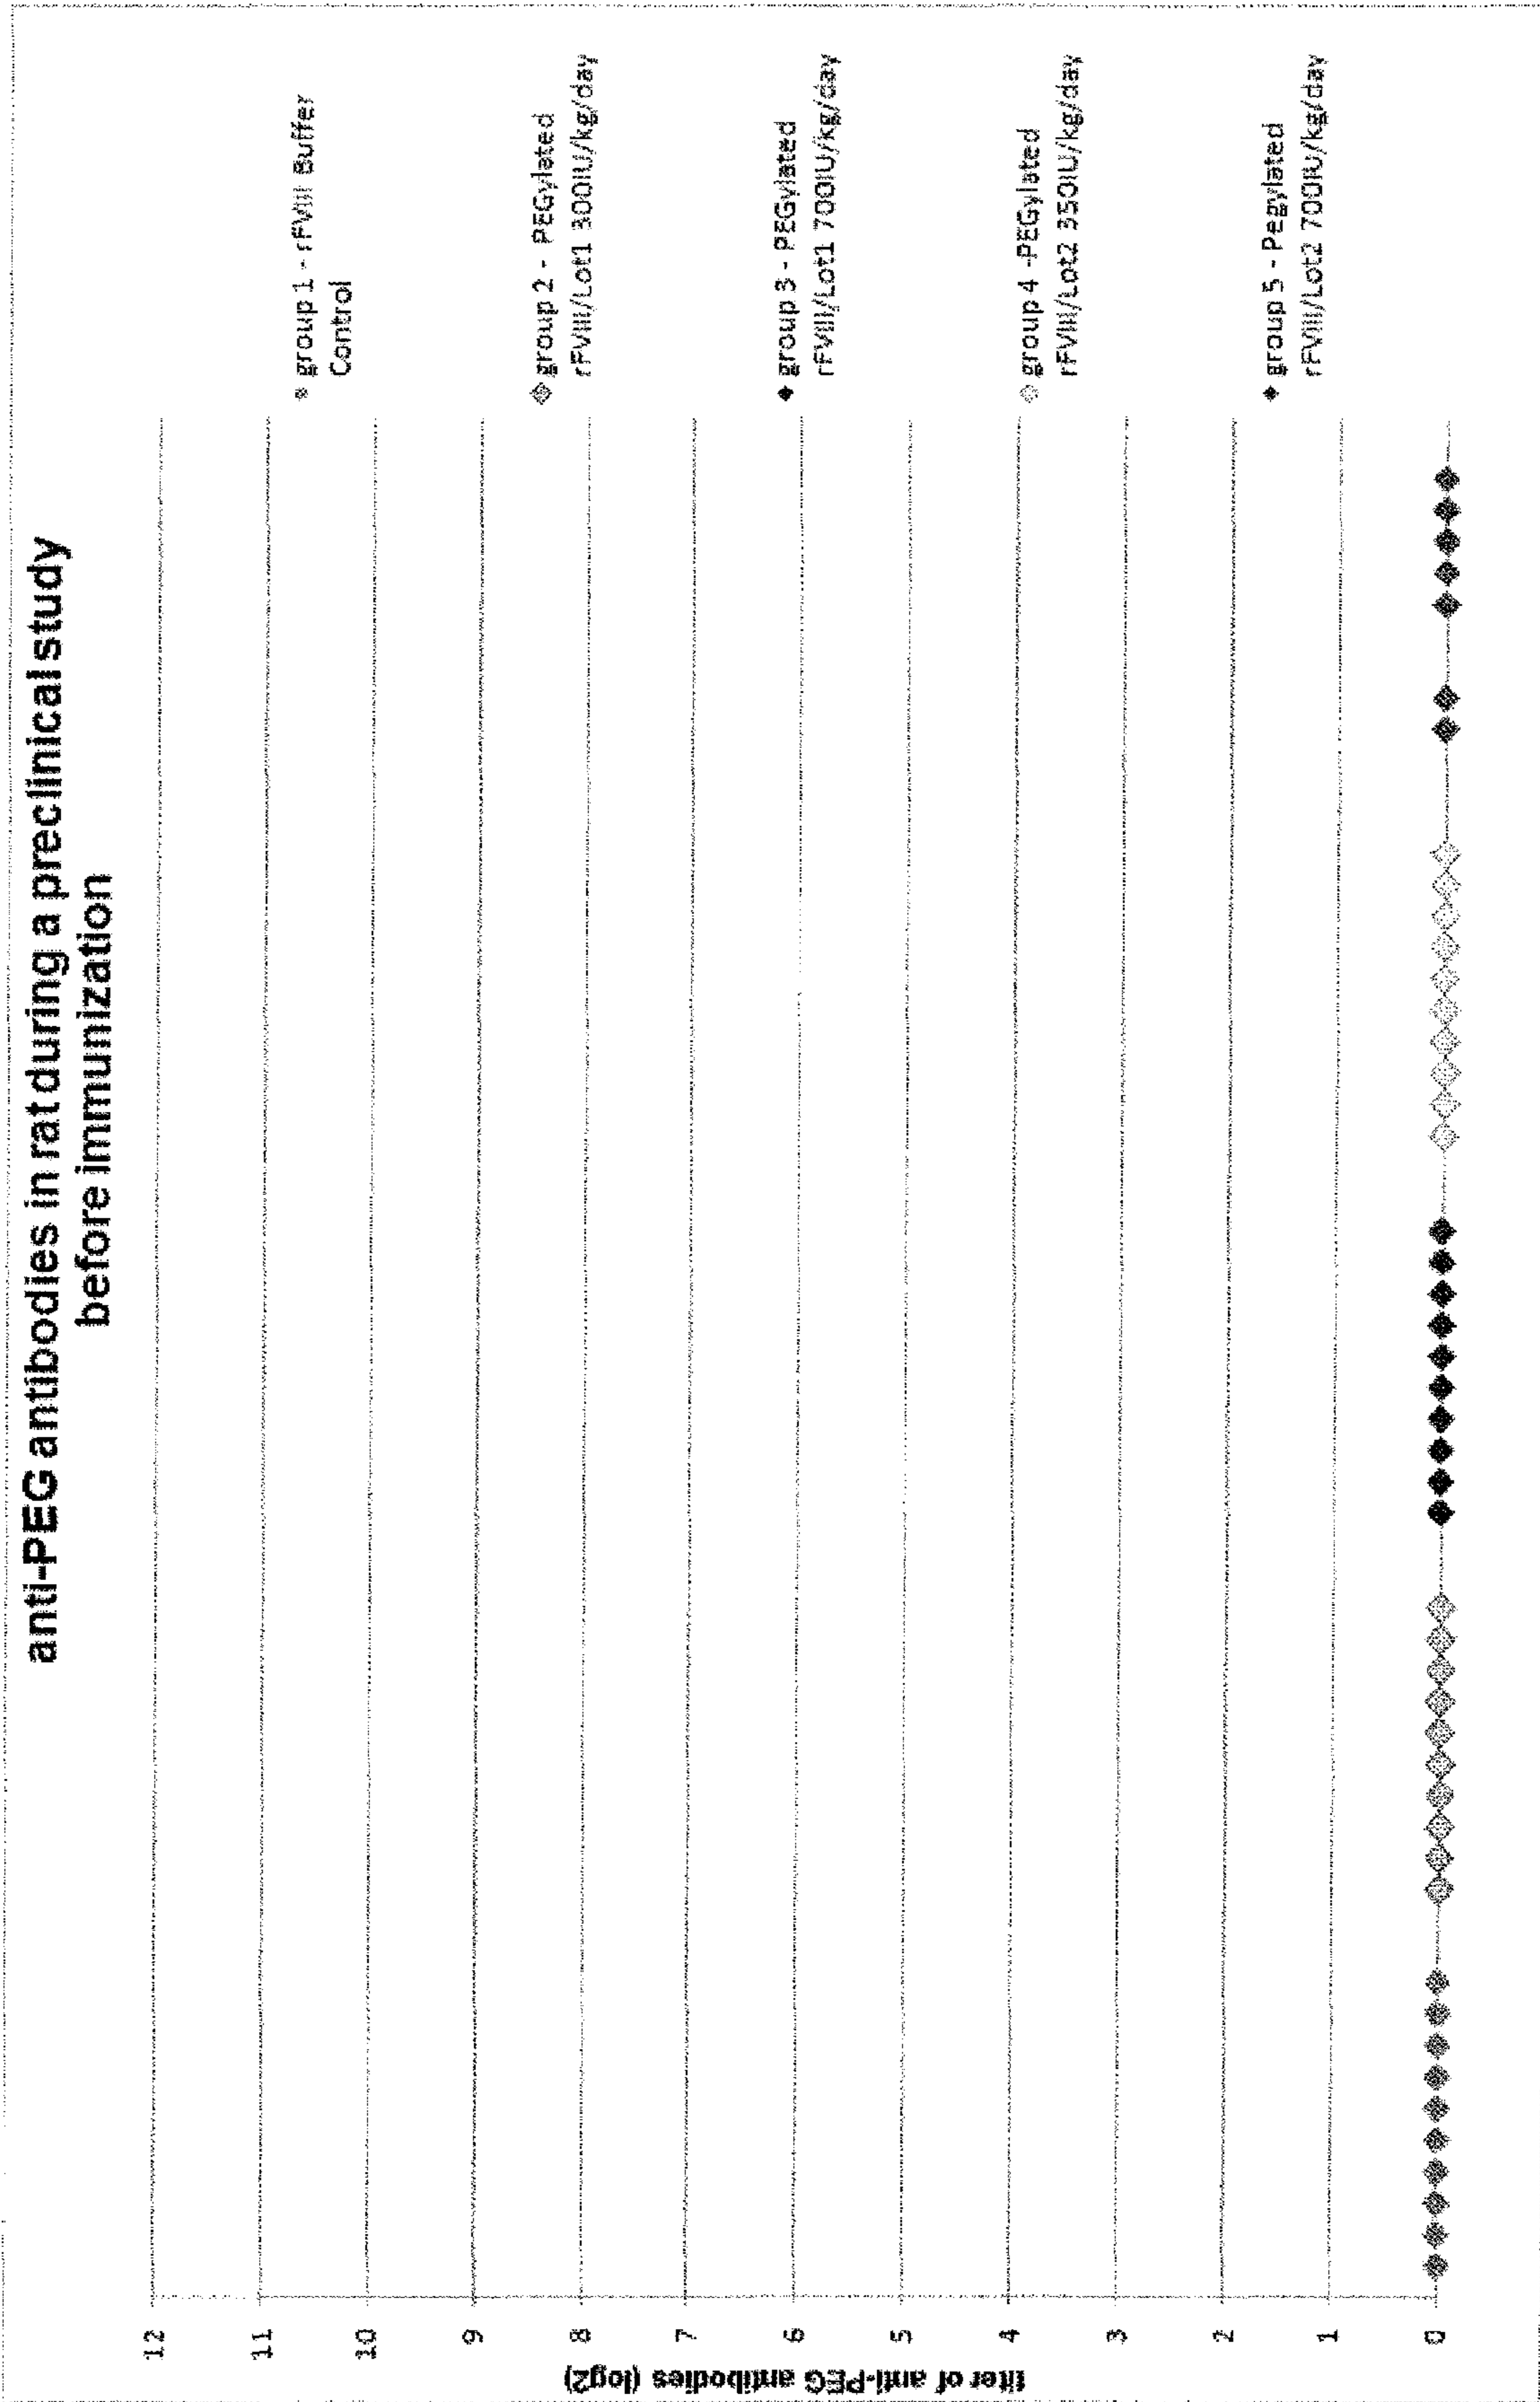 anti-PEG antibodies in rat during a preclinical study
before immunization
titer of anti-PEG antibodies (log2)
12
11
10
9
8
7
6
5
4
3
2
1
0
group 1 - rFVIII Buffer
Control
group 2 - PEGylated
rFVIII/Lot1 300IU/kg/day
group 3 - PEGylated
rFVIII/Lot1 700IU/kg/day
group 4 -PEGylated
rFVIII/Lot2 350IU/kg/day
group 5 - Pegylated
rFVIII/Lot2 700IU/kg/day